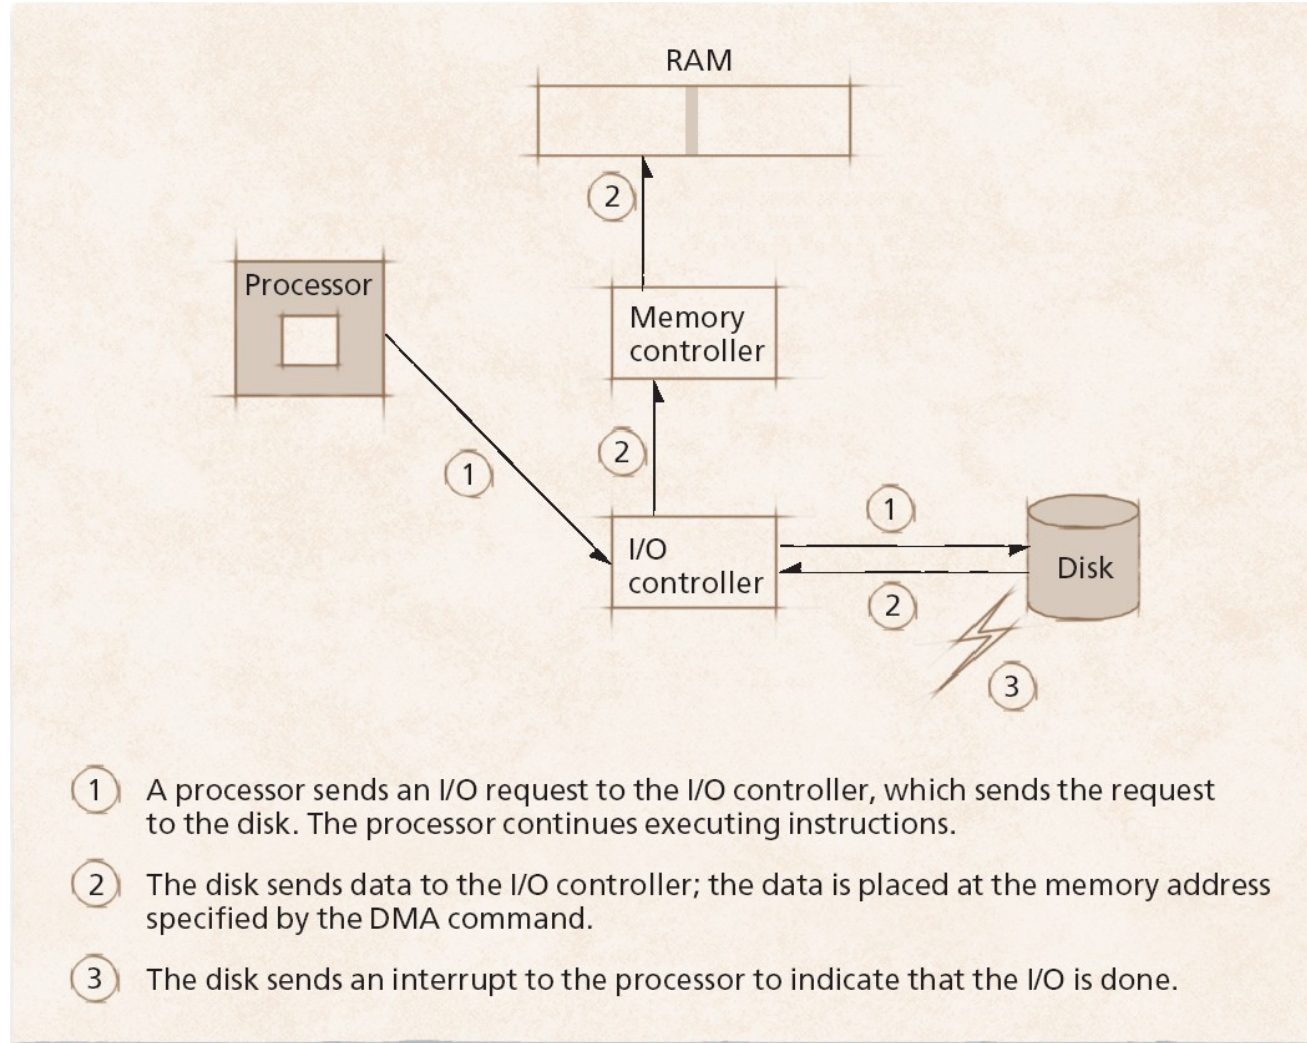 RAM
2
Processor
Memory
controller
2
1
1
I/O
controller
Disk
2
3
1 A processor sends an I/O request to the I/O controller, which sends the request
to the disk. The processor continues executing instructions.
2 The disk sends data to the I/O controller; the data is placed at the memory address
specified by the DMA command.
3 The disk sends an interrupt to the processor to indicate that the I/O is done.